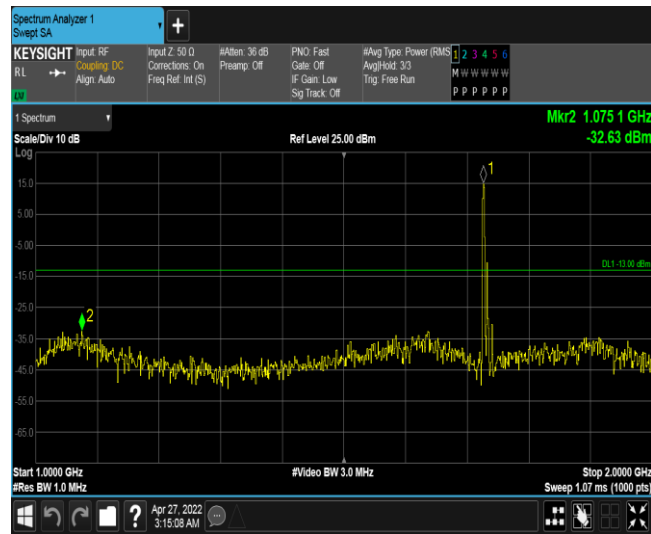 Spectrum Analyzer 1
Swept SA
+
KEYSIGHT Input: RF Input Z: 50 Ω #Atten: 36 dB PNO: Fast #Avg Type: Power (RMS 1 2 3 4 5 6
RL Coupling: DC Corrections: On Preamp: Off Gate: Off Avg|Hold: 3/3 M W W W W W
Align: Auto Freq Ref: Int (S) IF Gain: Low Trig: Free Run
Sig Track: Off P P P P P P
1 Spectrum Mkr2 1.075 1 GHz
Scale/Div 10 dB Ref Level 25.00 dBm -32.63 dBm
Log
1
15.0
5.00
-5.00
DL1 -13.00 dBm
-15.0
-25.0
2
-35.0
-45.0
-55.0
-65.0
Start 1.0000 GHz #Video BW 3.0 MHz Stop 2.0000 GHz
#Res BW 1.0 MHz Sweep 1.07 ms (1000 pts)
? Apr 27, 2022
3:15:08 AM